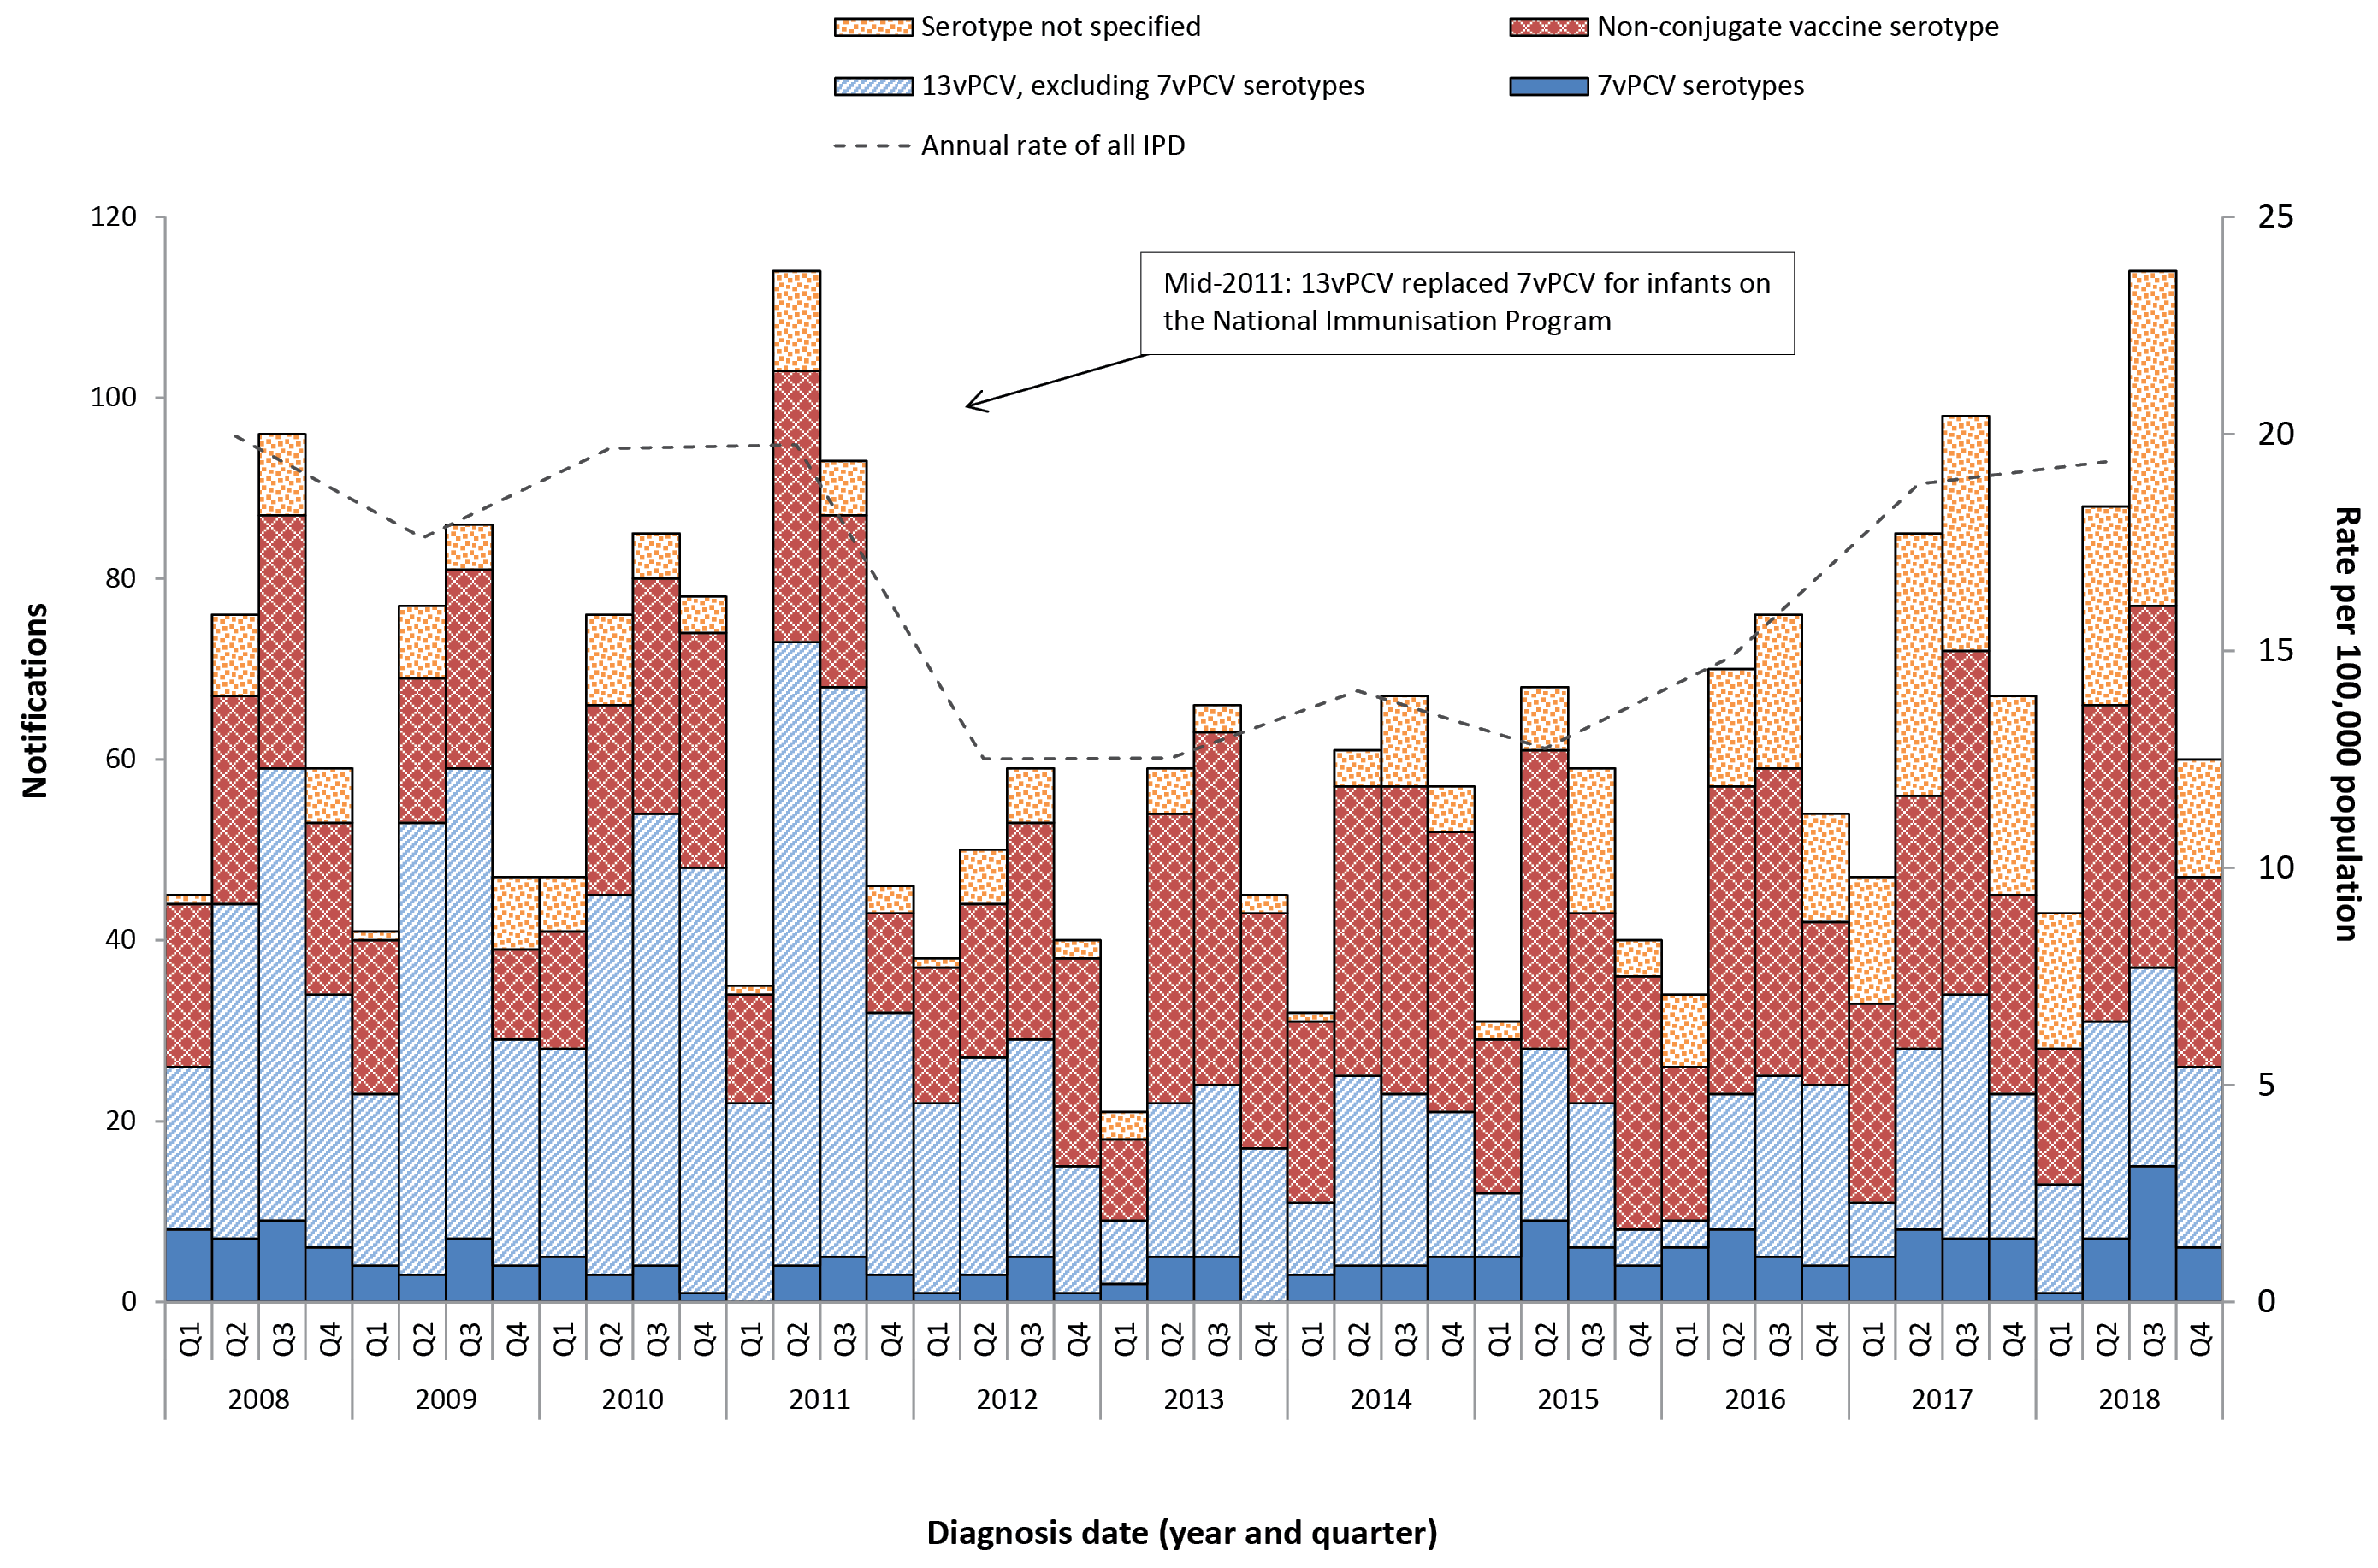 Serotype not specified
Non-conjugate vaccine serotype
13vPCV, excluding 7vPCV serotypes
7vPCV serotypes
Annual rate of all IPD
120
100
80
60
40
20
0
25
20
15
10
5
0
Notifications
Rate per 100,000 population
Mid-2011: 13vPCV replaced 7vPCV for infants on
the National Immunisation Program
Q1 Q2 Q3 Q4 Q1 Q2 Q3 Q4 Q1 Q2 Q3 Q4 Q1 Q2 Q3 Q4 Q1 Q2 Q3 Q4 Q1 Q2 Q3 Q4 Q1 Q2 Q3 Q4 Q1 Q2 Q3 Q4 Q1 Q2 Q3 Q4 Q1 Q2 Q3 Q4 Q1 Q2 Q3 Q4
2008 2009 2010 2011 2012 2013 2014 2015 2016 2017 2018
Diagnosis date (year and quarter)